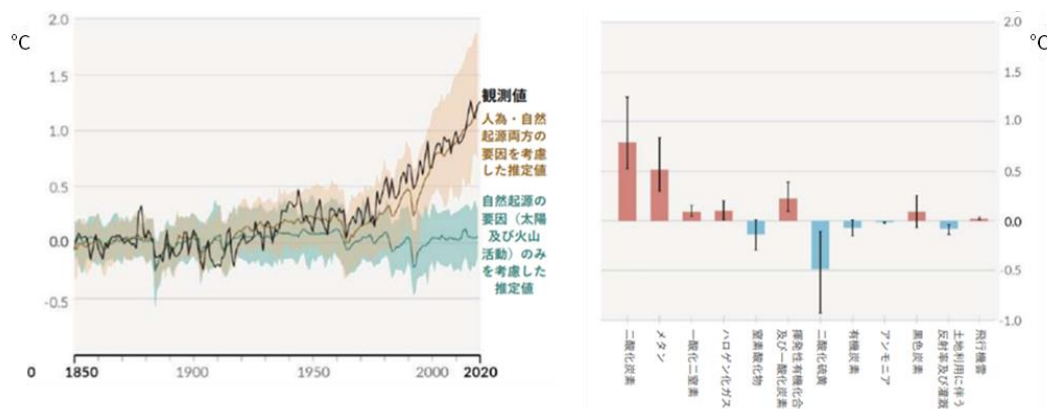 2.0
℃
1.5
1.0
0.5
0.0
-0.5
0
1850
1900
1950
2000
2020
観測値
人為・自然
起源両方の
要因を考慮
した推定値
自然起源の
要因（太陽
及び火山
活動）のみ
を考慮した
推定値
2.0
℃
1.5
1.0
0.5
0.0
-0.5
-1.0
二酸化炭素
メタン
一酸化二窒素
ハロゲン化ガス
窒素酸化物
揮発性有機化合
及び一酸化炭素
二酸化硫黄
有機炭素
アンモニア
黒色炭素
土地利用に伴う
反射率及び灌漑
飛行機雲